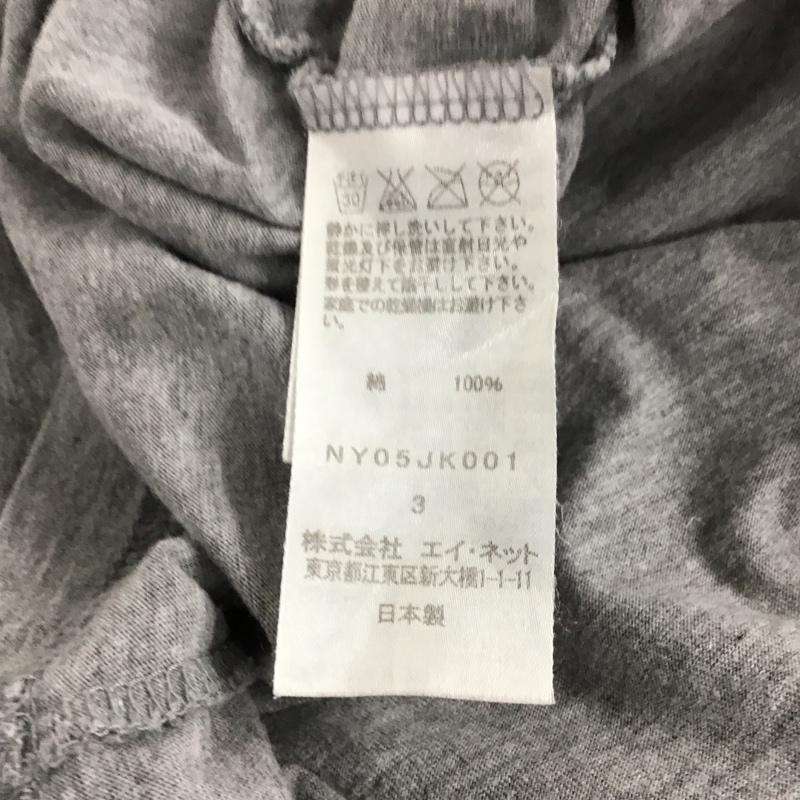 手洗イ
30
静かに押し洗いして下さい。
乾燥及び保管は直射日光や
蛍光灯下をお避け下さい。
形を整えて陰干しして下さい。
家庭での乾燥機はお避け下さ
い。
綿 100%
NY05JK001
3
株式会社 エイ・ネット
東京都江東区新大橋1-1-11
日本製